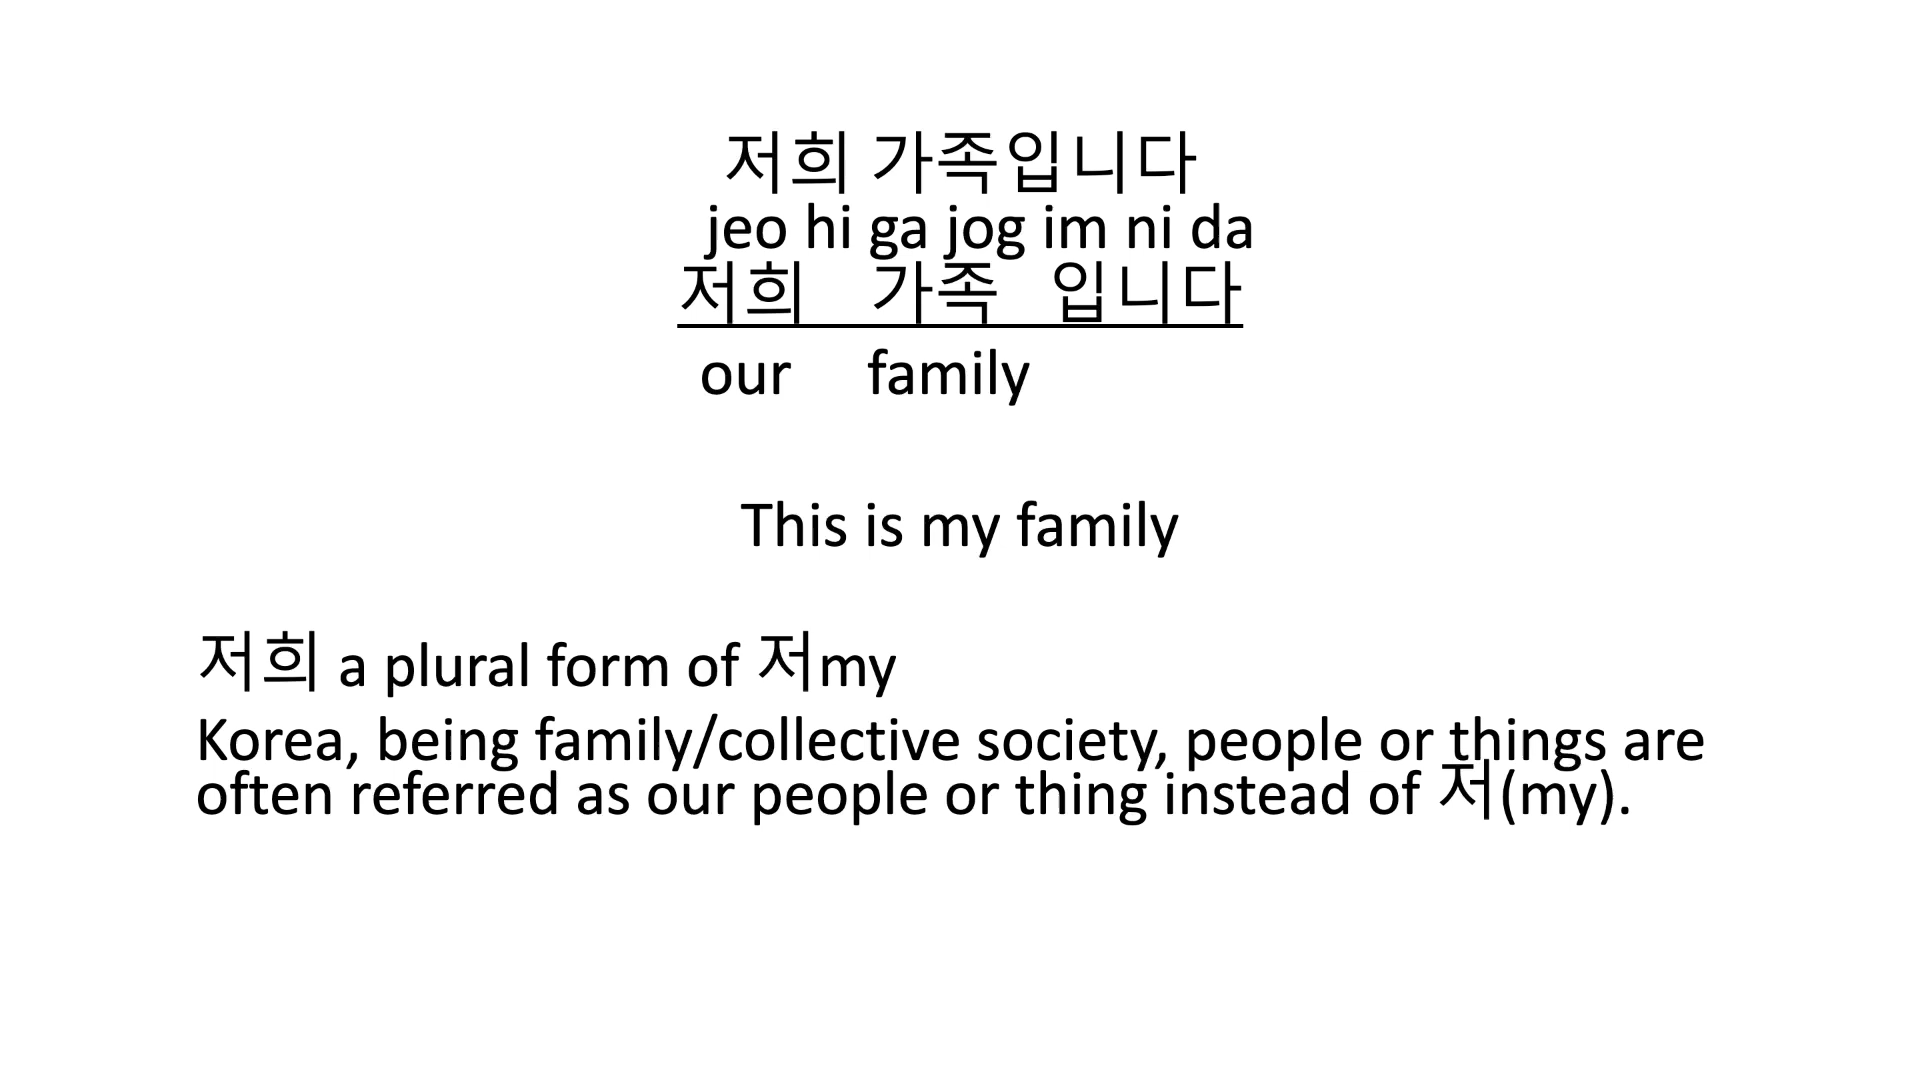 저희 가족입니다
jeo hi ga jog im ni da
저희 가족 입니다
our family
This is my family
저희 a plural form of 저my
Korea, being family/collective society, people or things are
often referred as our people or thing instead of 저(my).